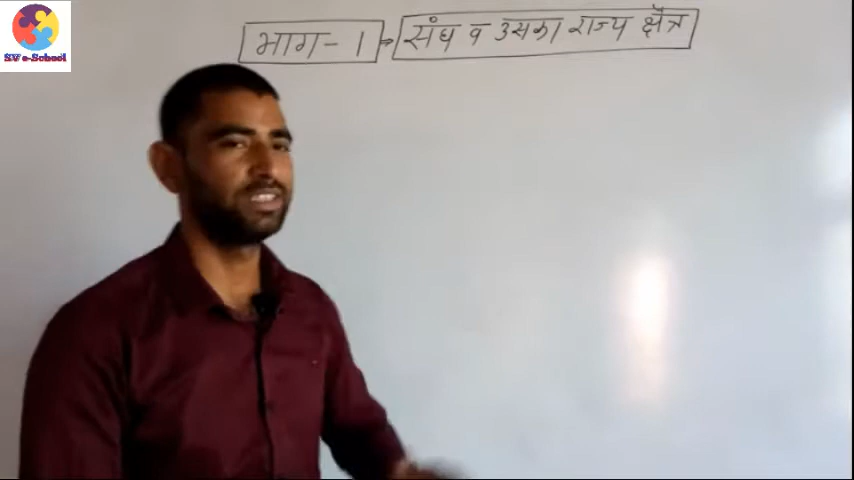 SV e-School
भाग- 1 → संघ व उसका राज्य क्षेत्र